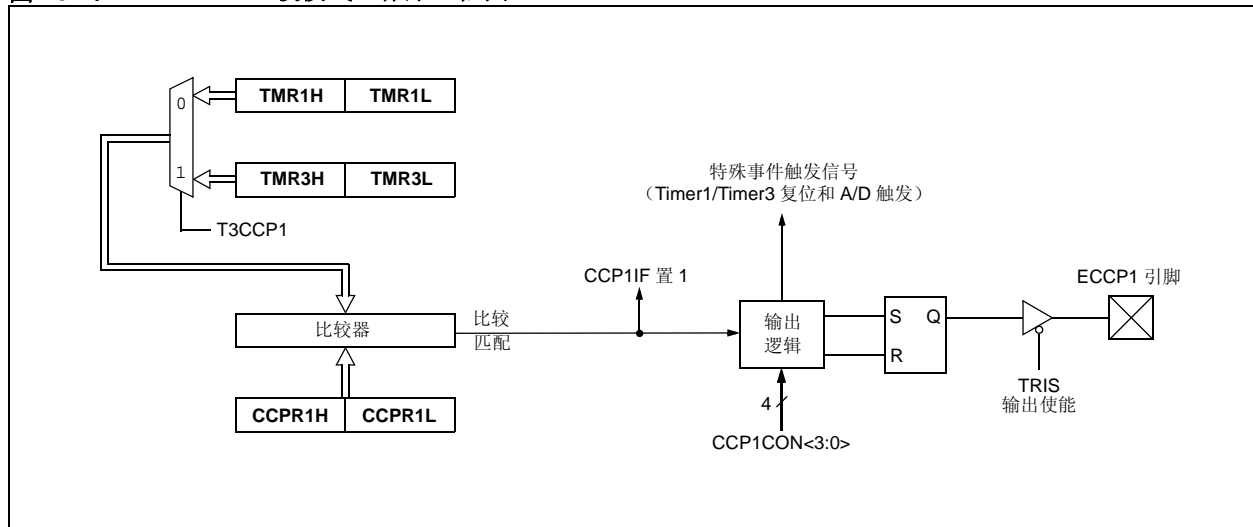 0
TMR1H TMR1L
1
TMR3H TMR3L
T3CCP1
特殊事件触发信号
（Timer1/Timer3 复位和 A/D 触发）
CCP1IF 置 1
ECCP1 引脚
比较器
比较
匹配
输出
逻辑
S Q
R
TRIS
输出使能
CCPR1H CCPR1L
4
CCP1CON<3:0>